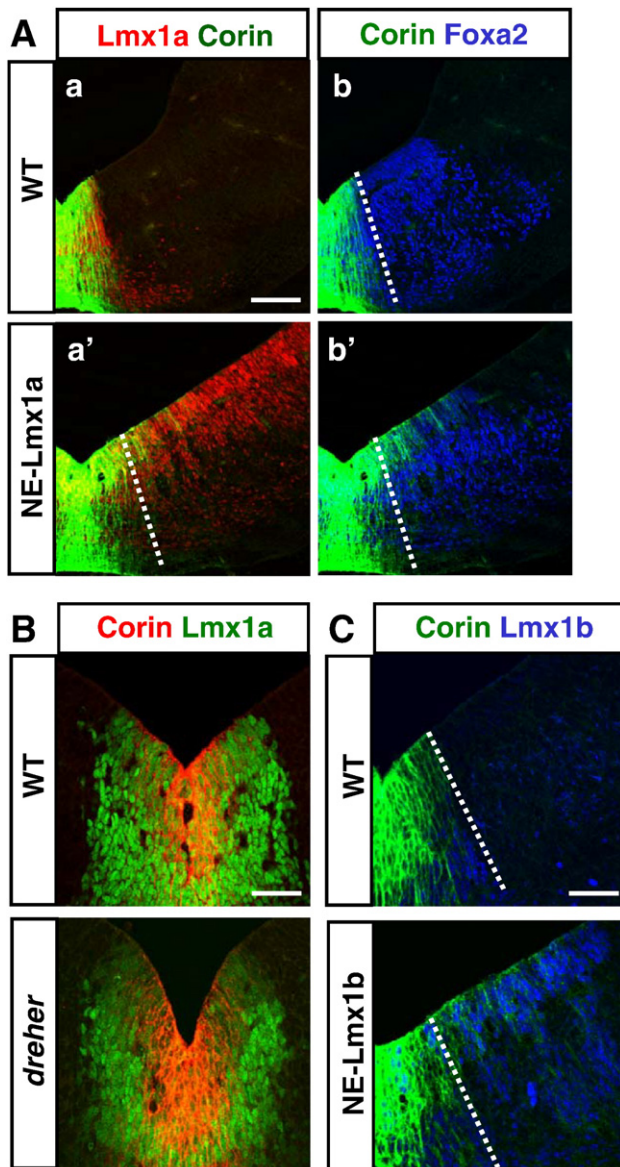 A
Lmx1a Corin
Corin Foxa2
WT
a
b
NE-Lmx1a
a’
b’
B
Corin Lmx1a
C
Corin Lmx1b
WT
WT
dreher
NE-Lmx1b